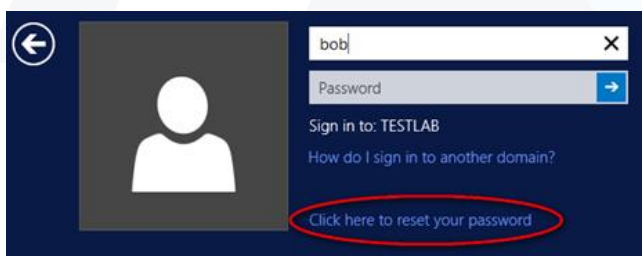 bob
Password
Sign in to: TESTLAB
How do I sign in to another domain?
Click here to reset your password